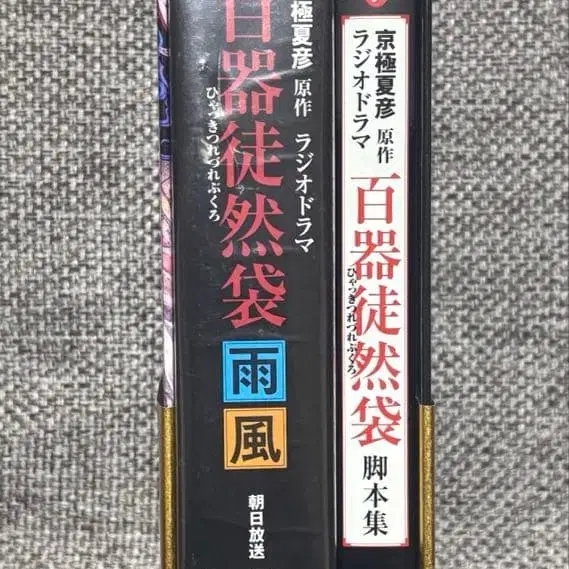 京極夏彦 原作 ラジオドラマ
百器徒然袋
ひゃっきつれづれぶくろ
雨
風
朝日放送
京極夏彦 原作
ラジオドラマ
百器徒然袋 脚本集
ひゃっきつれづれぶくろ